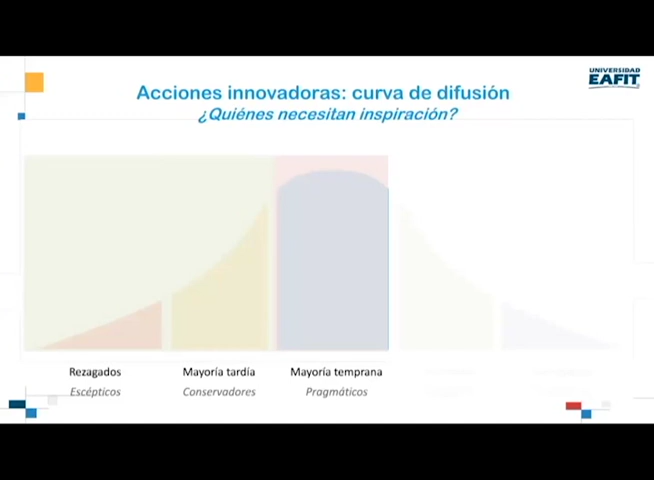 UNIVERSIDAD
EAFIT
Acciones innovadoras: curva de difusión
¿Quiénes necesitan inspiración?
Rezagados
Mayoría tardía
Mayoría temprana
Escépticos
Conservadores
Pragmáticos